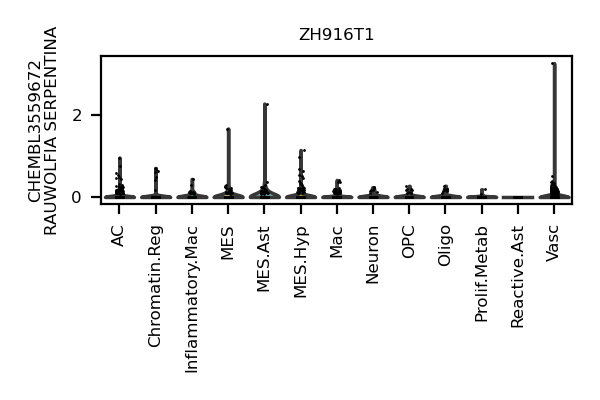 ZH916T1
CHEMBL3559672
RAUWOLFIA SERPENTINA
2
0
AC
Chromatin.Reg
Inflammatory.Mac
MES
MES.Ast
MES.Hyp
Mac
Neuron
OPC
Oligo
Prolif.Metab
Reactive.Ast
Vasc